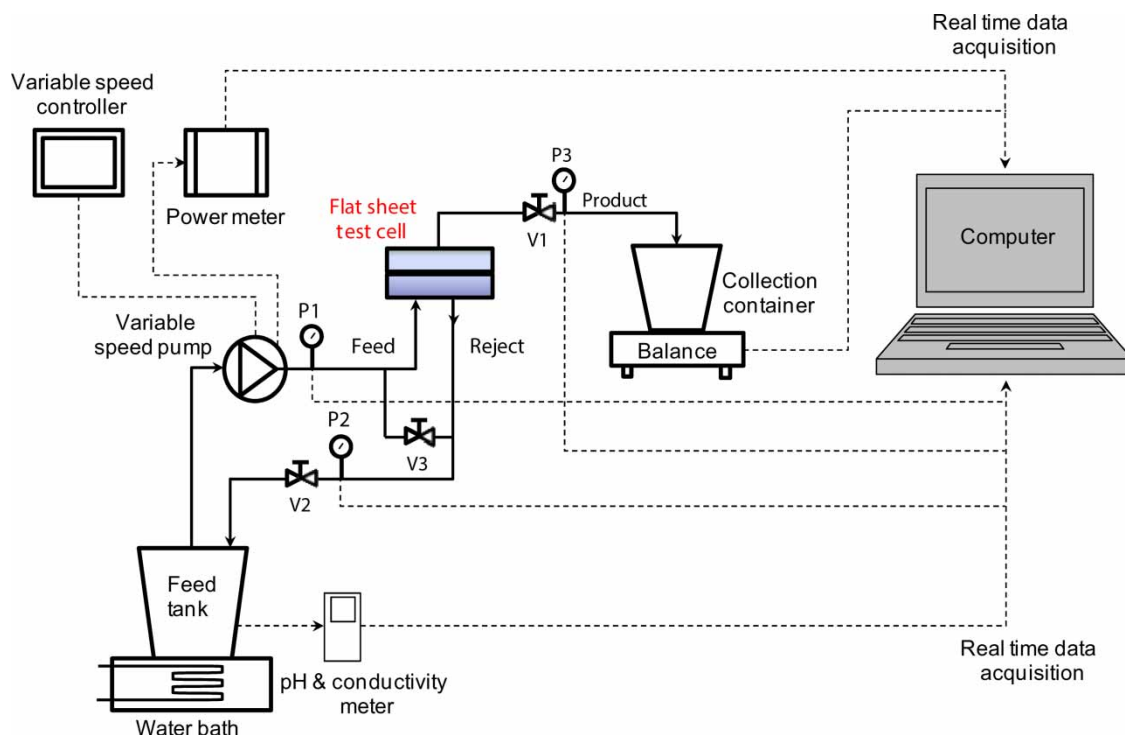 Real time data
acquisition
Variable speed
controller
Power meter
P3
Product
V1
Flat sheet
test cell
Computer
Collection
container
Balance
Variable
speed pump
P1
Feed
Reject
P2
V3
V2
Feed
tank
pH & conductivity
meter
Water bath
Real time data
acquisition